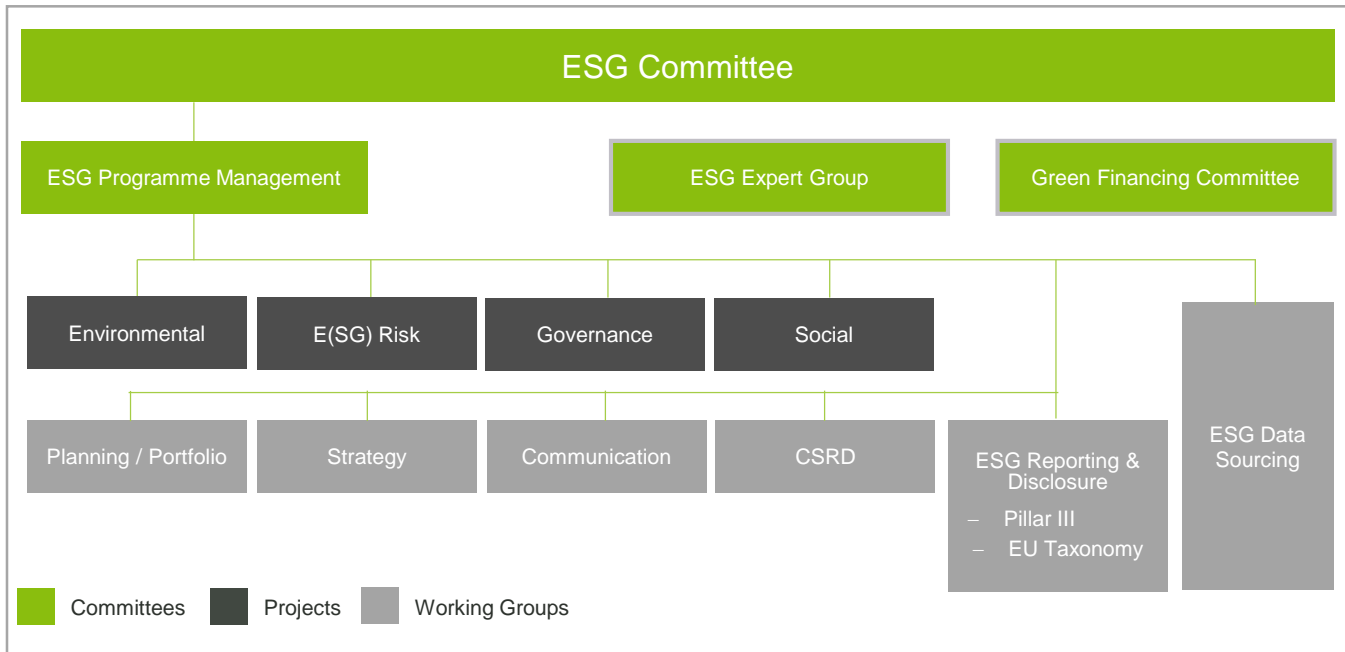 ESG Committee
ESG Programme Management
ESG Expert Group
Green Financing Committee
Environmental
E(SG) Risk
Governance
Social
Planning / Portfolio
Strategy
Communication
CSRD
ESG Reporting &
Disclosure
– Pillar III
– EU Taxonomy
ESG Data
Sourcing
Committees
Projects
Working Groups